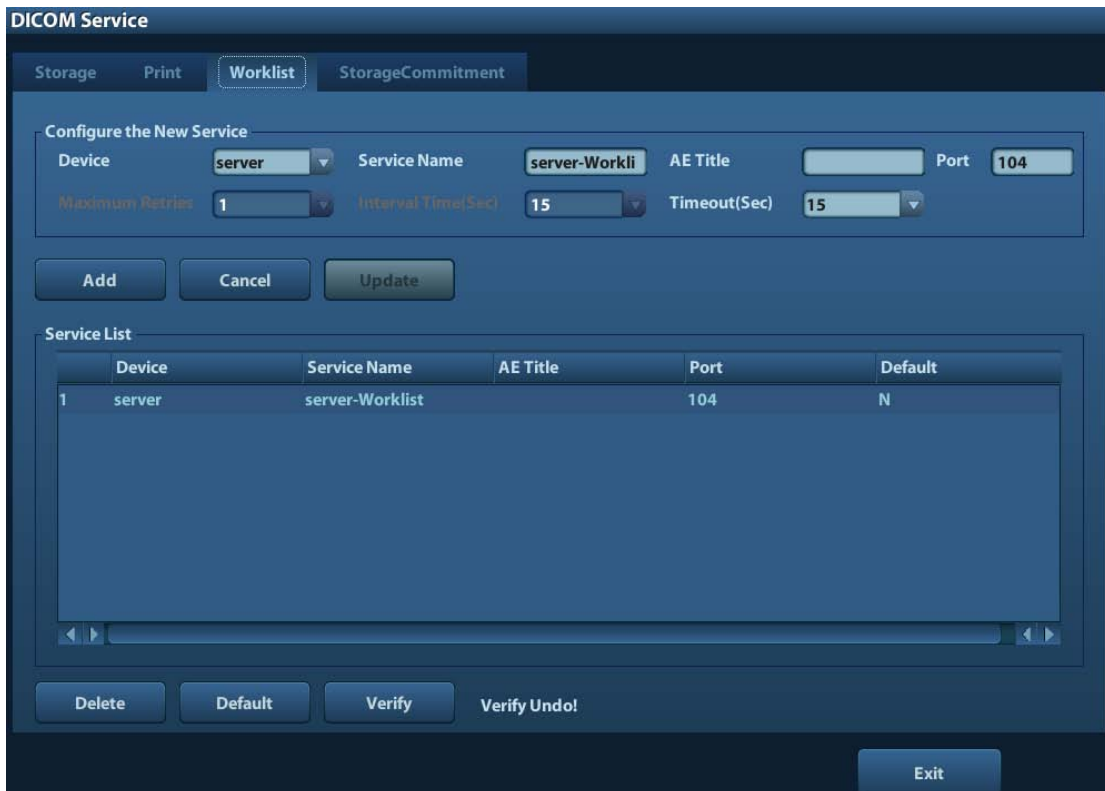 DICOM Service
Storage Print Worklist StorageCommitment
Configure the New Service
Device server Service Name server-Workli AE Title Port 104
Maximum Retries 1 Interval Time(Sec) 15 Timeout(Sec) 15
Add Cancel Update
Service List
Device Service Name AE Title Port Default
1 server server-Worklist 104 N
Delete Default Verify Verify Undo!
Exit